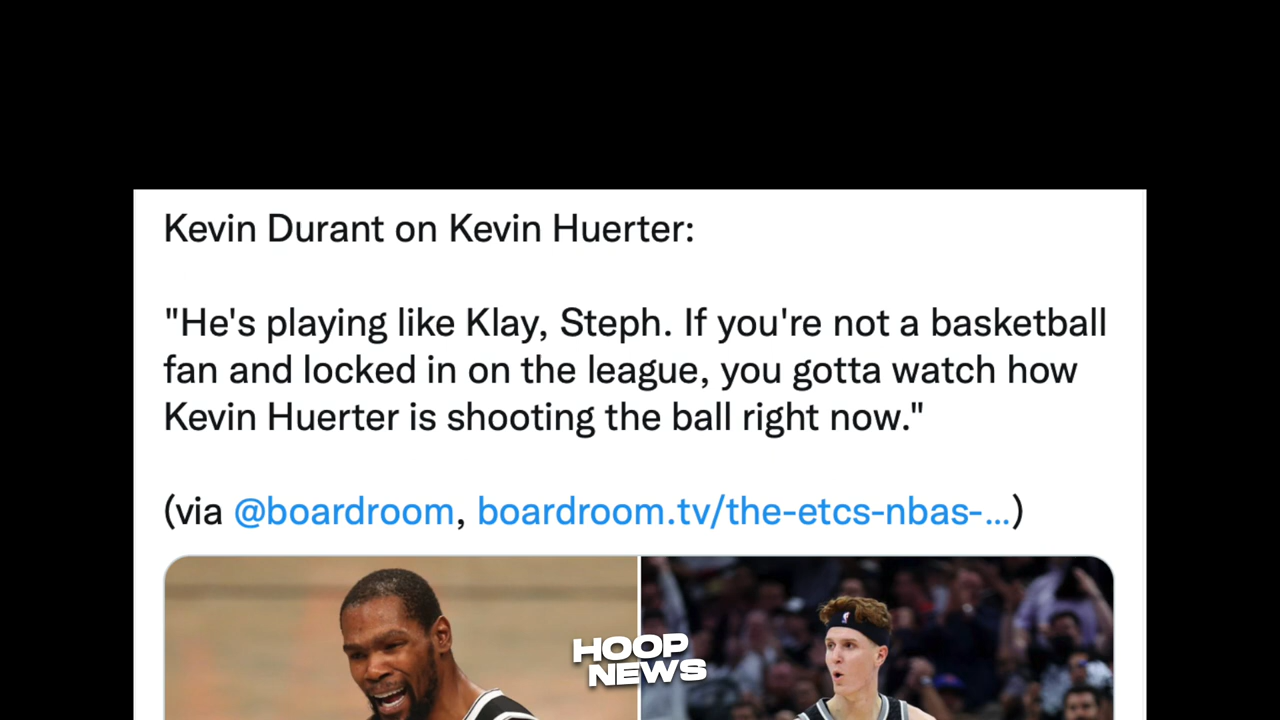 Kevin Durant on Kevin Huerter:
"He's playing like Klay, Steph. If you're not a basketball
fan and locked in on the league, you gotta watch how
Kevin Huerter is shooting the ball right now."
(via @boardroom, boardroom.tv/the-etcs-nbas-...)
HOOP
NEWS